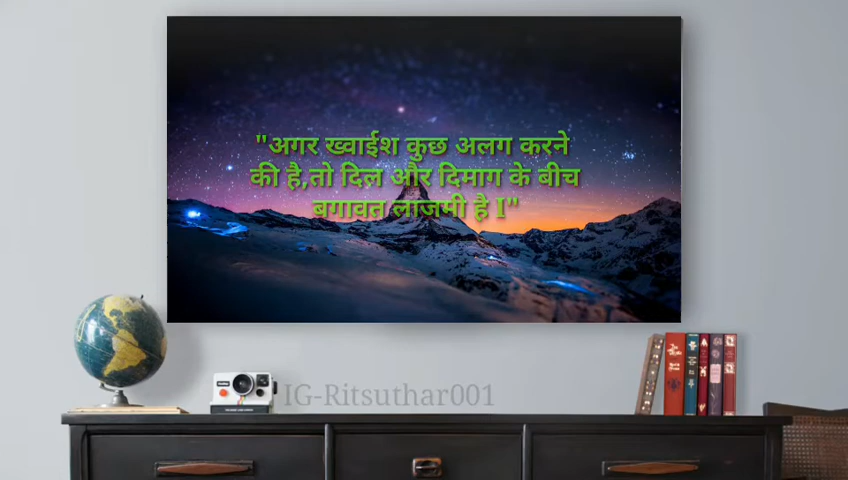 "अगर ख्वाईश कुछ अलग करने
की है,तो दिल और दिमाग के बीच
बगावत लाजमी है I"
IG-Ritsuthar001